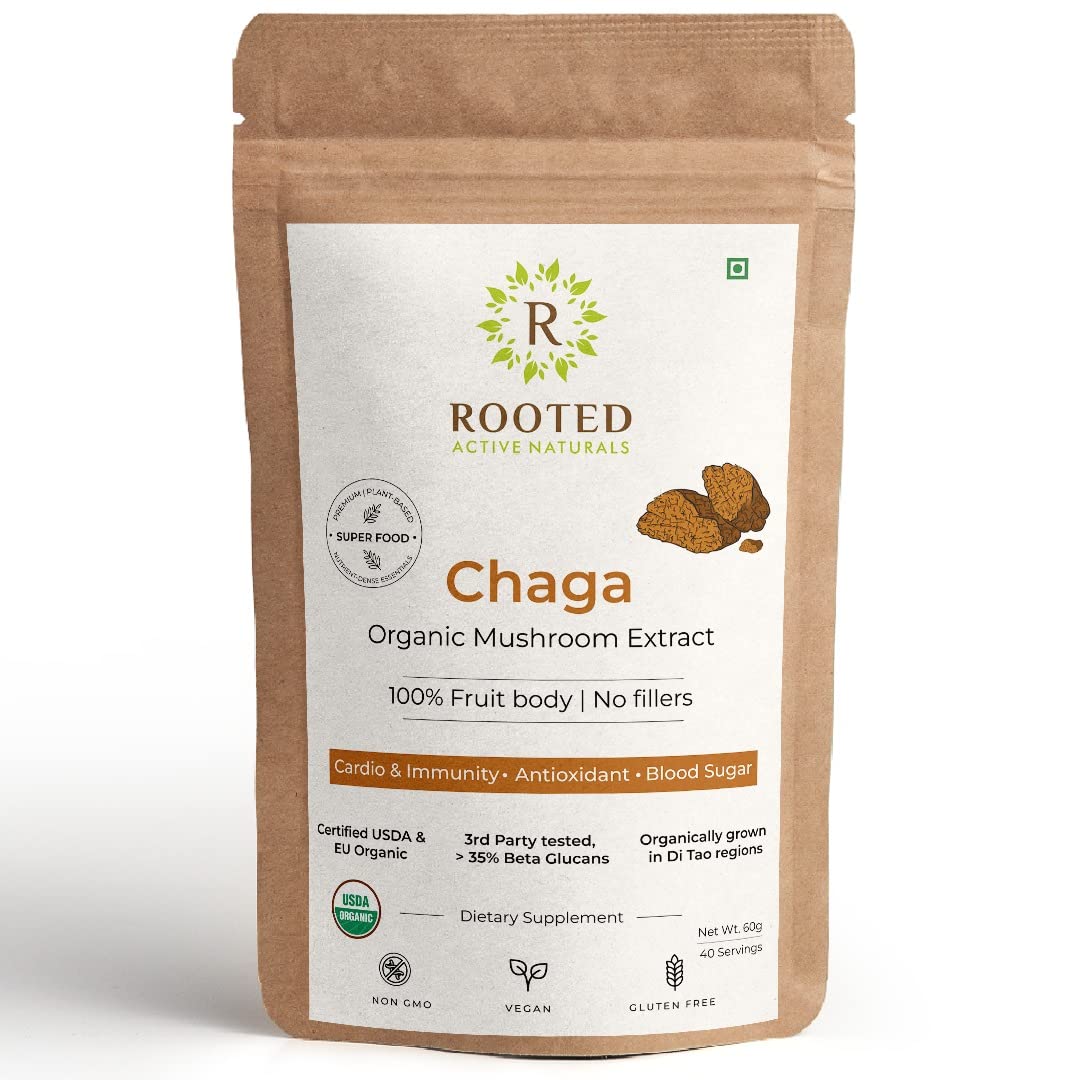 R
ROOTED
ACTIVE NATURALS
PREMIUM | PLANT-BASED
• SUPER FOOD •
NUTRIENT-DENSE ESSENTIALS
Chaga
Organic Mushroom Extract
100% Fruit body | No fillers
Cardio & Immunity • Antioxidant • Blood Sugar
Certified USDA &
EU Organic
3rd Party tested,
> 35% Beta Glucans
Organically grown
in Di Tao regions
USDA
ORGANIC
Dietary Supplement
Net Wt. 60g
40 Servings
NON GMO
VEGAN
GLUTEN FREE